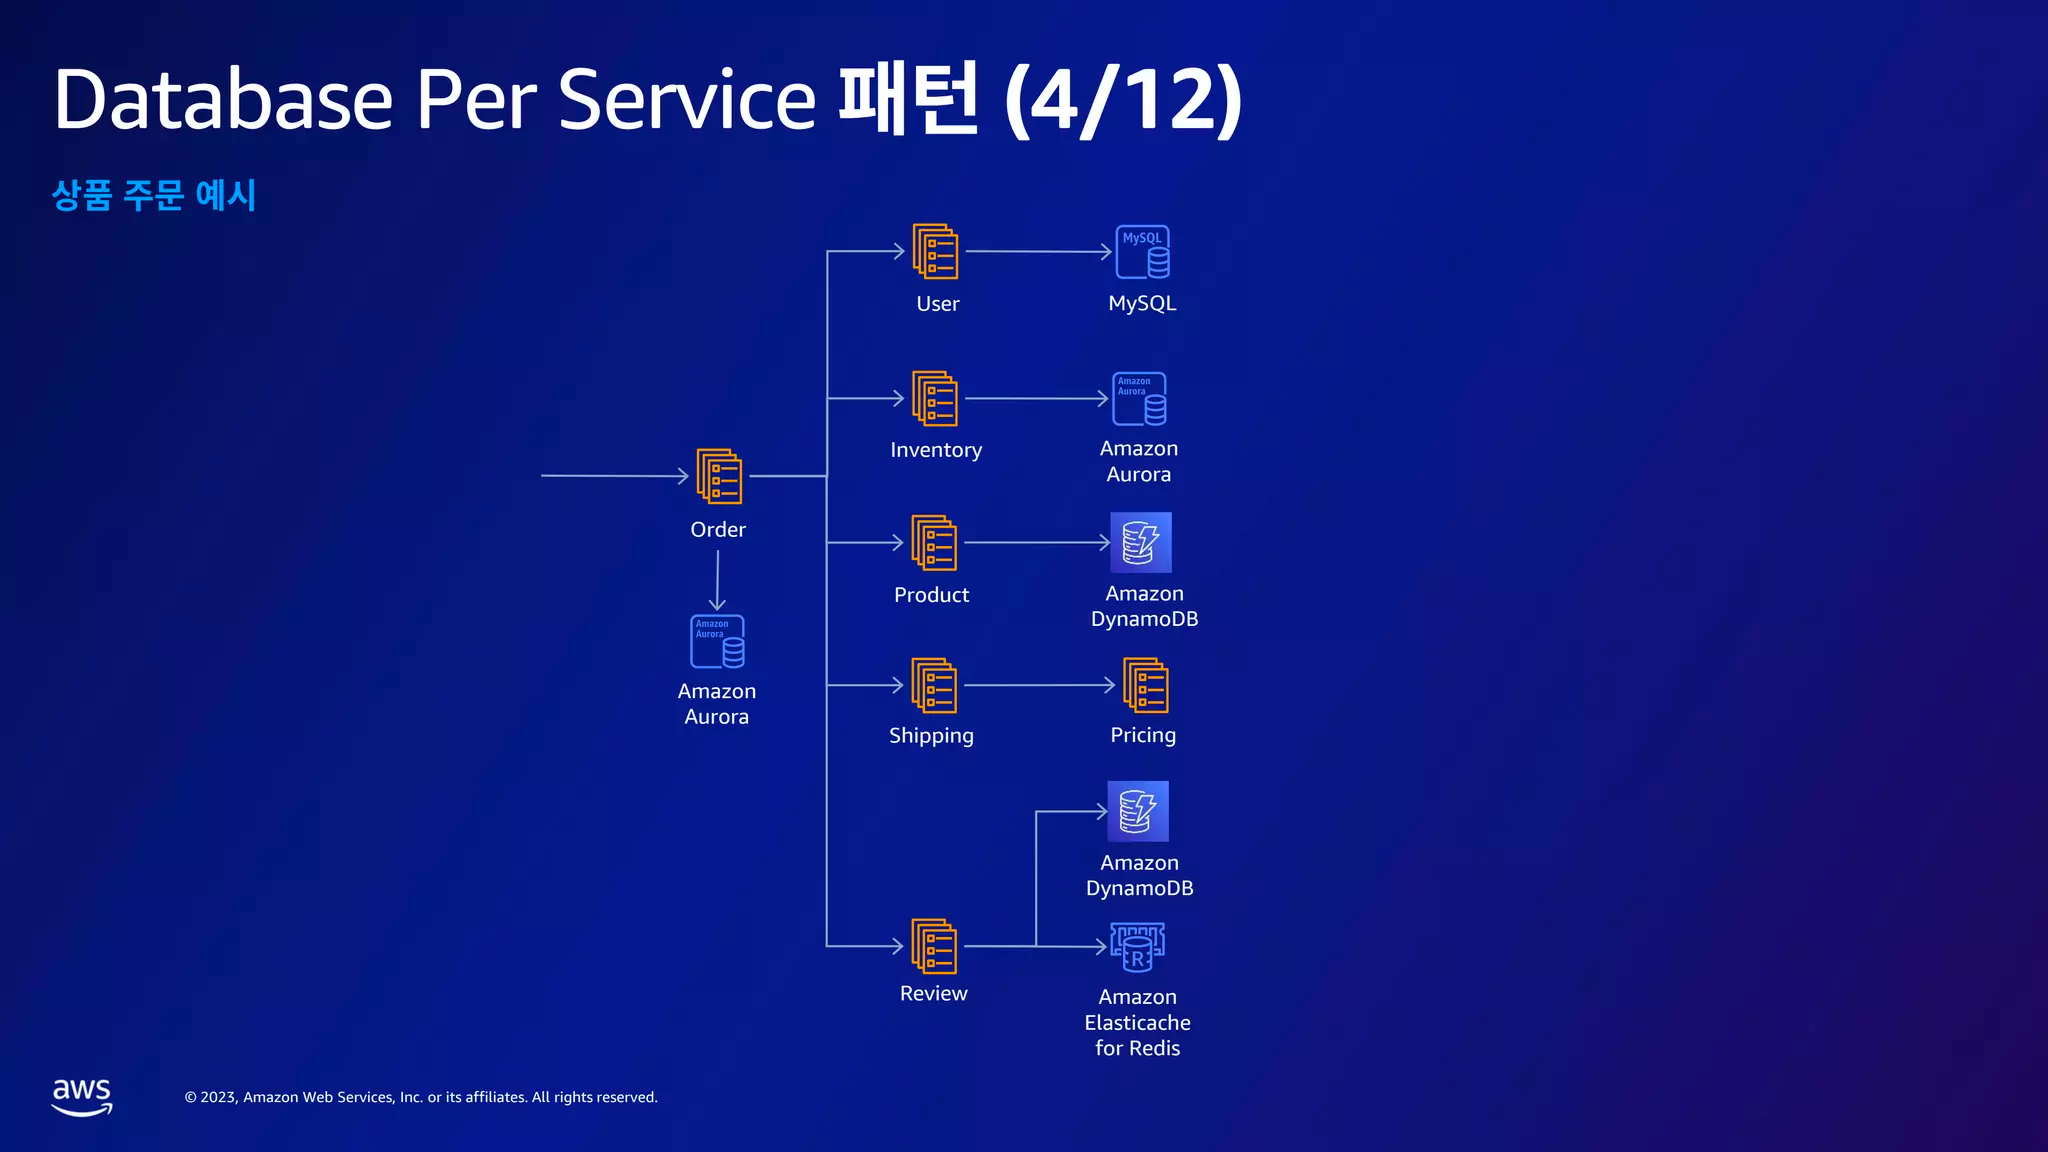 Database Per Service 패턴 (4/12)
상품 주문 예시
MySQL
User
MySQL
Amazon
Aurora
Inventory
Amazon
Aurora
Order
Product
Amazon
DynamoDB
Amazon
Aurora
Amazon
Aurora
Shipping
Pricing
Amazon
DynamoDB
R
Review
Amazon
Elasticache
for Redis
aws
© 2023, Amazon Web Services, Inc. or its affiliates. All rights reserved.